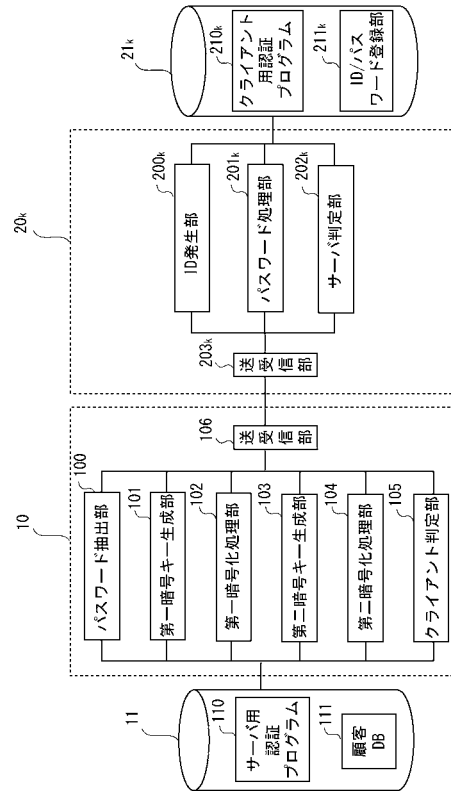 11
110
サーバ用
認証
プログラム
111
顧客
DB
10
パスワード抽出部
100
第一暗号キー生成部
101
第一暗号化処理部
102
第二暗号キー生成部
103
第二暗号化処理部
104
クライアント判定部
105
106
送
受
信
部
20k
203k
送
受
信
部
ID発生部
200k
パスワード処理部
201k
サーバ判定部
202k
21k
210k
クライアント
用認証
プログラム
211k
ID/パス
ワード登録部